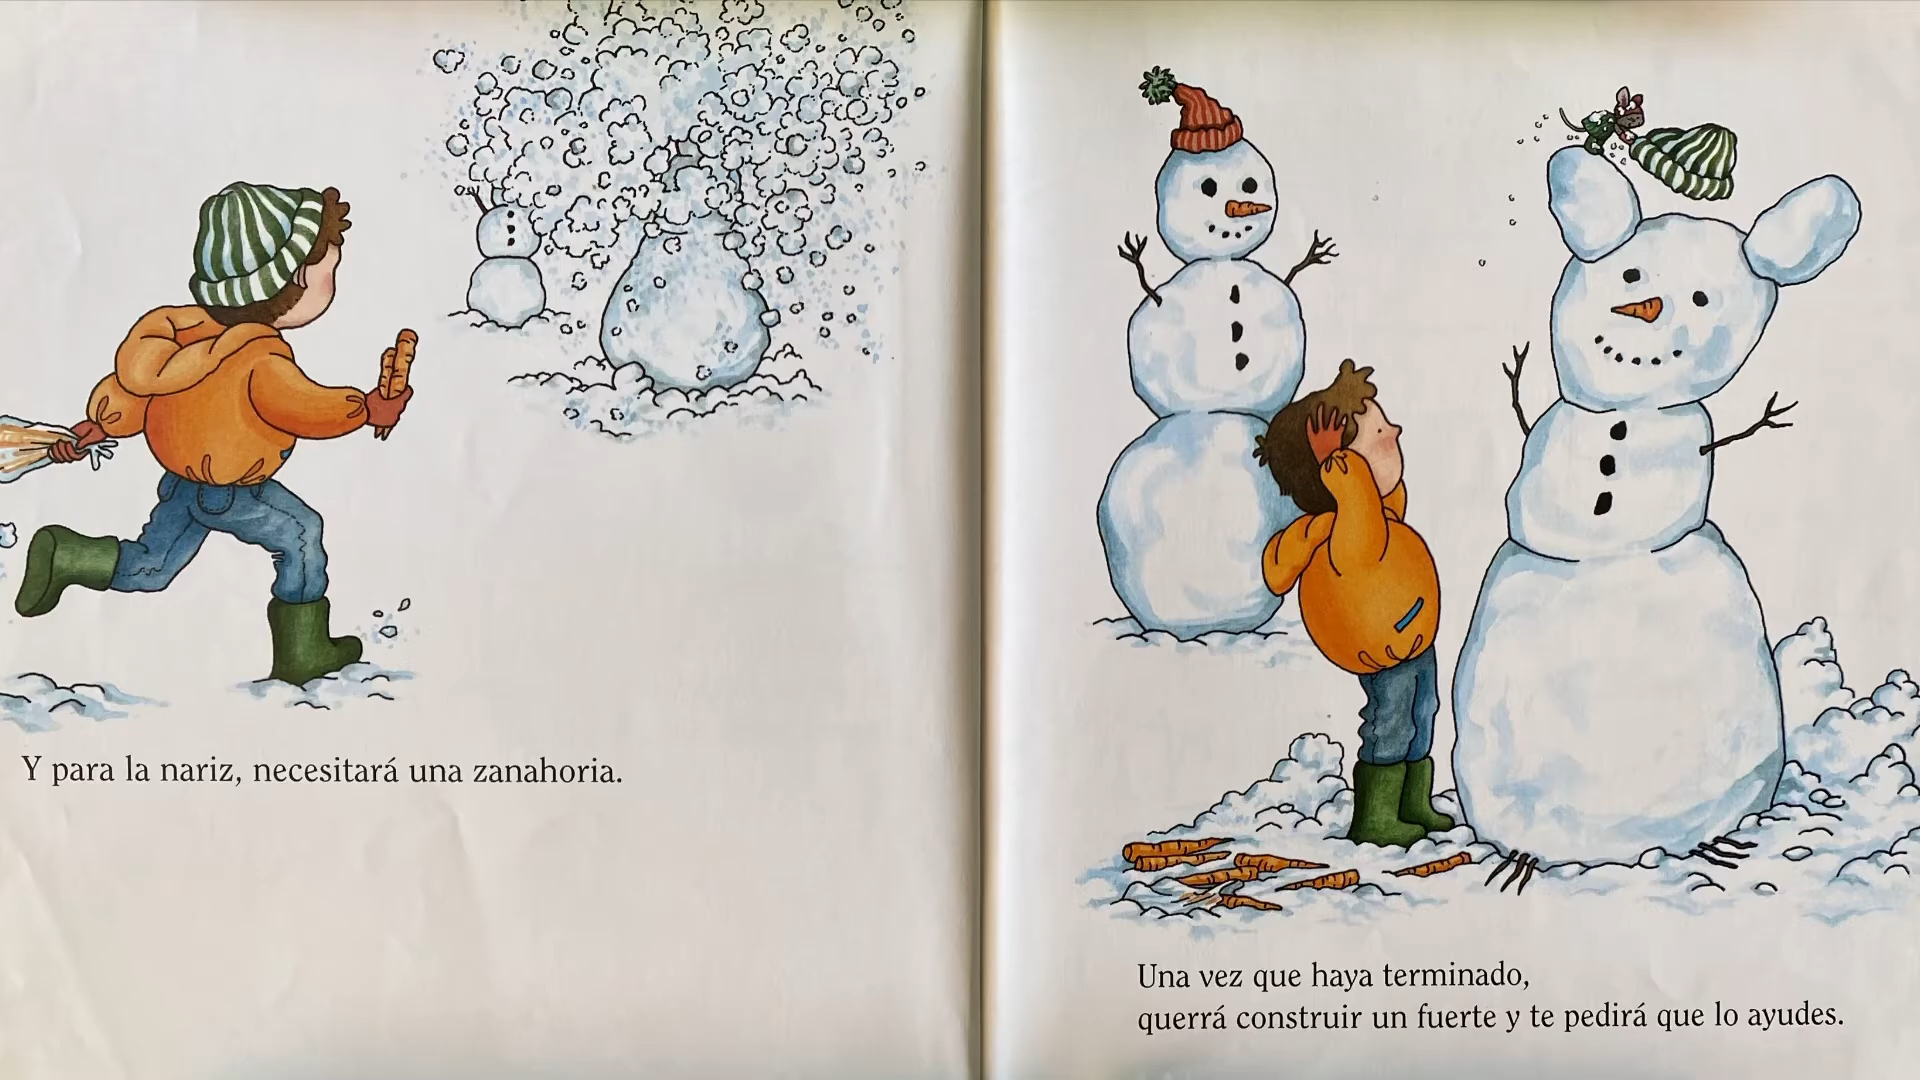 Y para la nariz, necesitará una zanahoria.
Una vez que haya terminado,
querrá construir un fuerte y te pedirá que lo ayudes.